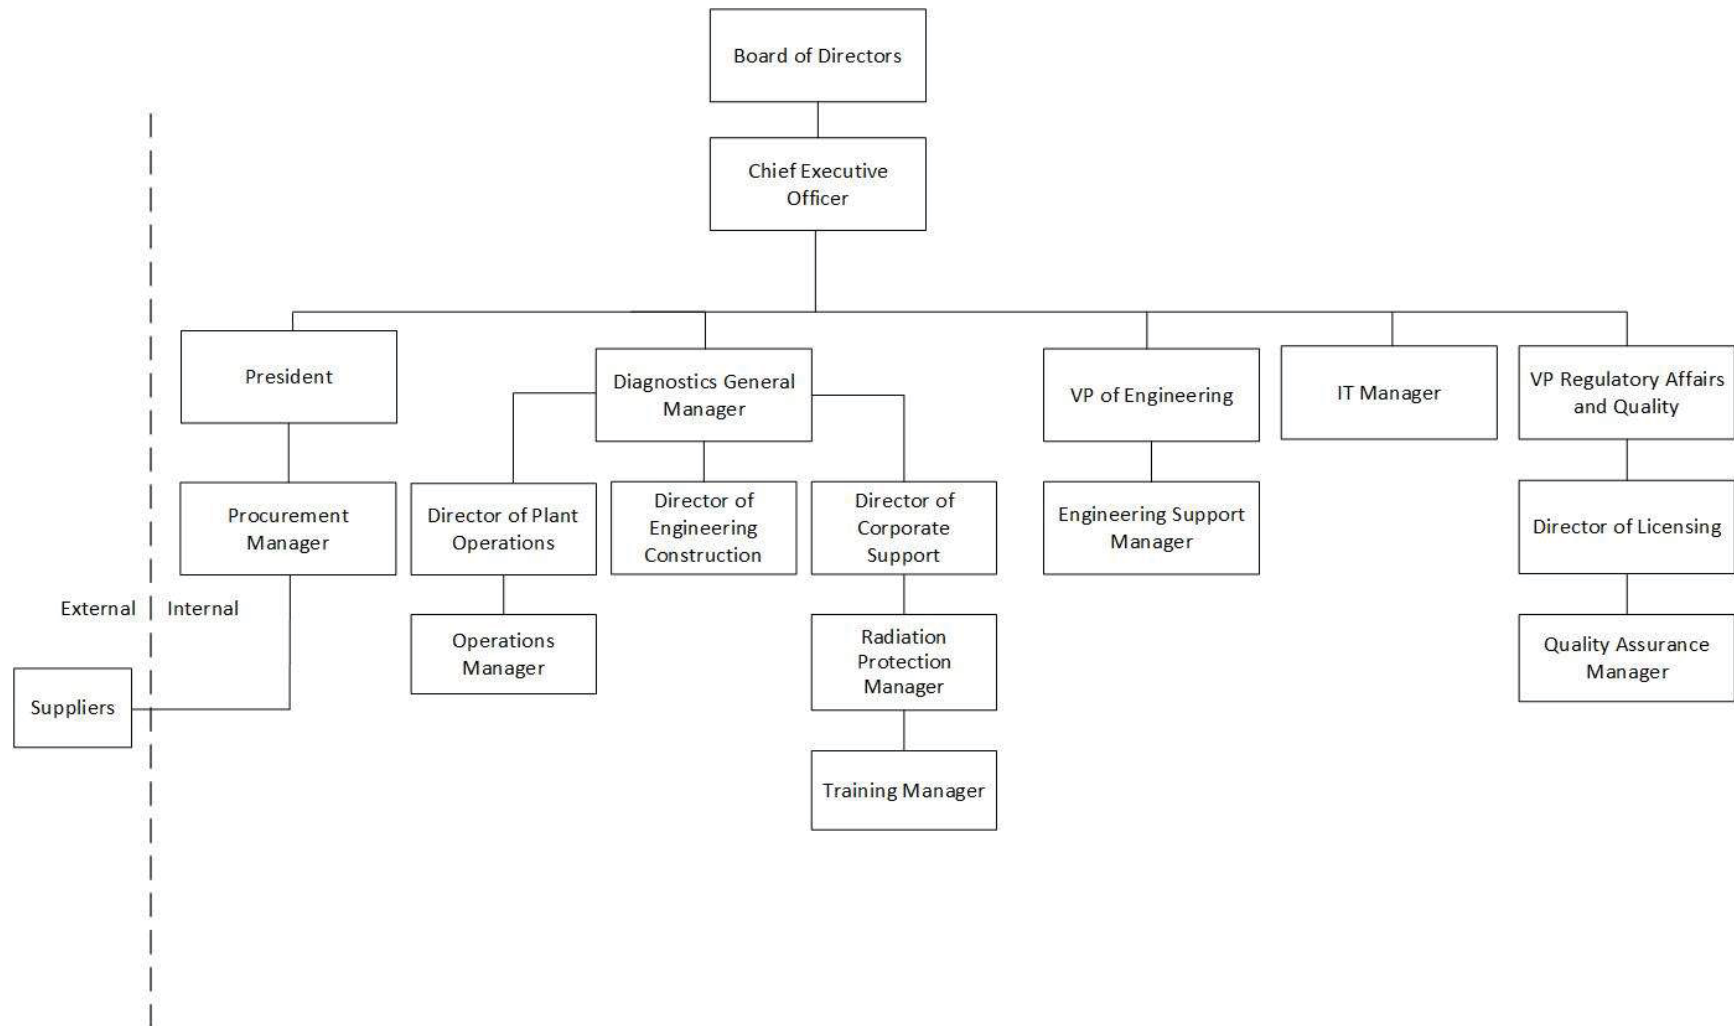 Board of Directors
Chief Executive
Officer
President
Diagnostics General
Manager
VP of Engineering
IT Manager
VP Regulatory Affairs
and Quality
Procurement
Manager
Director of Plant
Operations
Director of
Engineering
Construction
Director of
Corporate
Support
Engineering Support
Manager
Director of Licensing
External
Internal
Operations
Manager
Radiation
Protection
Manager
Quality Assurance
Manager
Suppliers
Training Manager